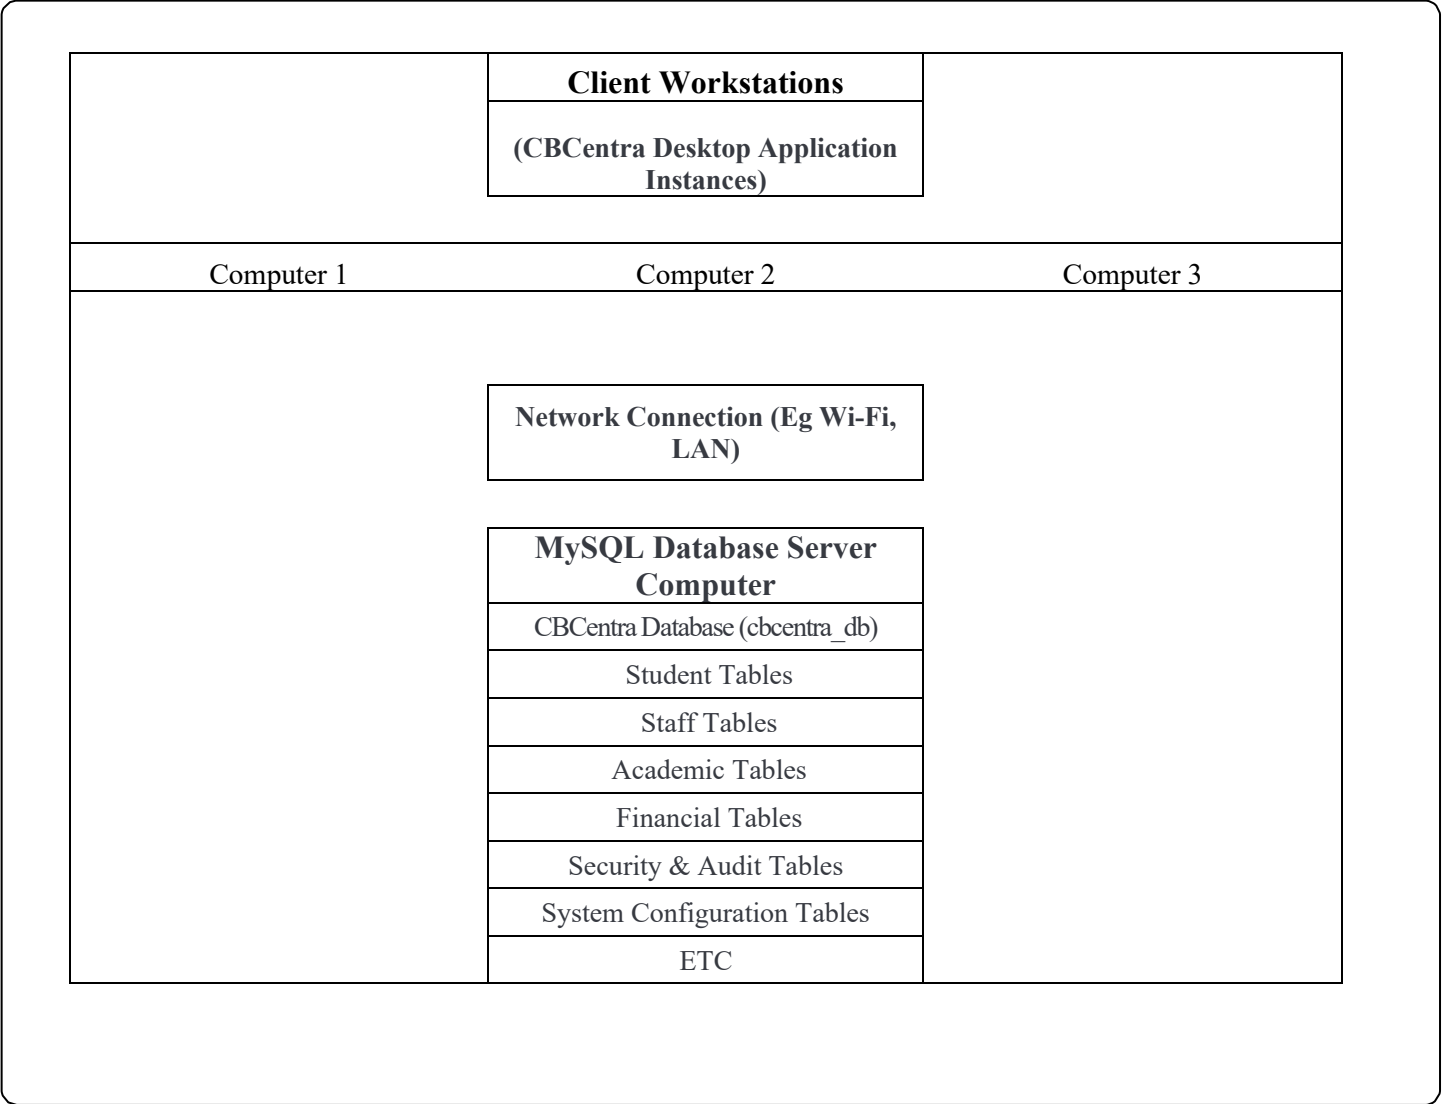 Client Workstations
(CBCentra Desktop Application
Instances)
Computer 1 Computer 2 Computer 3
Network Connection (Eg Wi-Fi,
LAN)
MySQL Database Server
Computer
CBCentra Database (cbcentra_db)
Student Tables
Staff Tables
Academic Tables
Financial Tables
Security & Audit Tables
System Configuration Tables
ETC